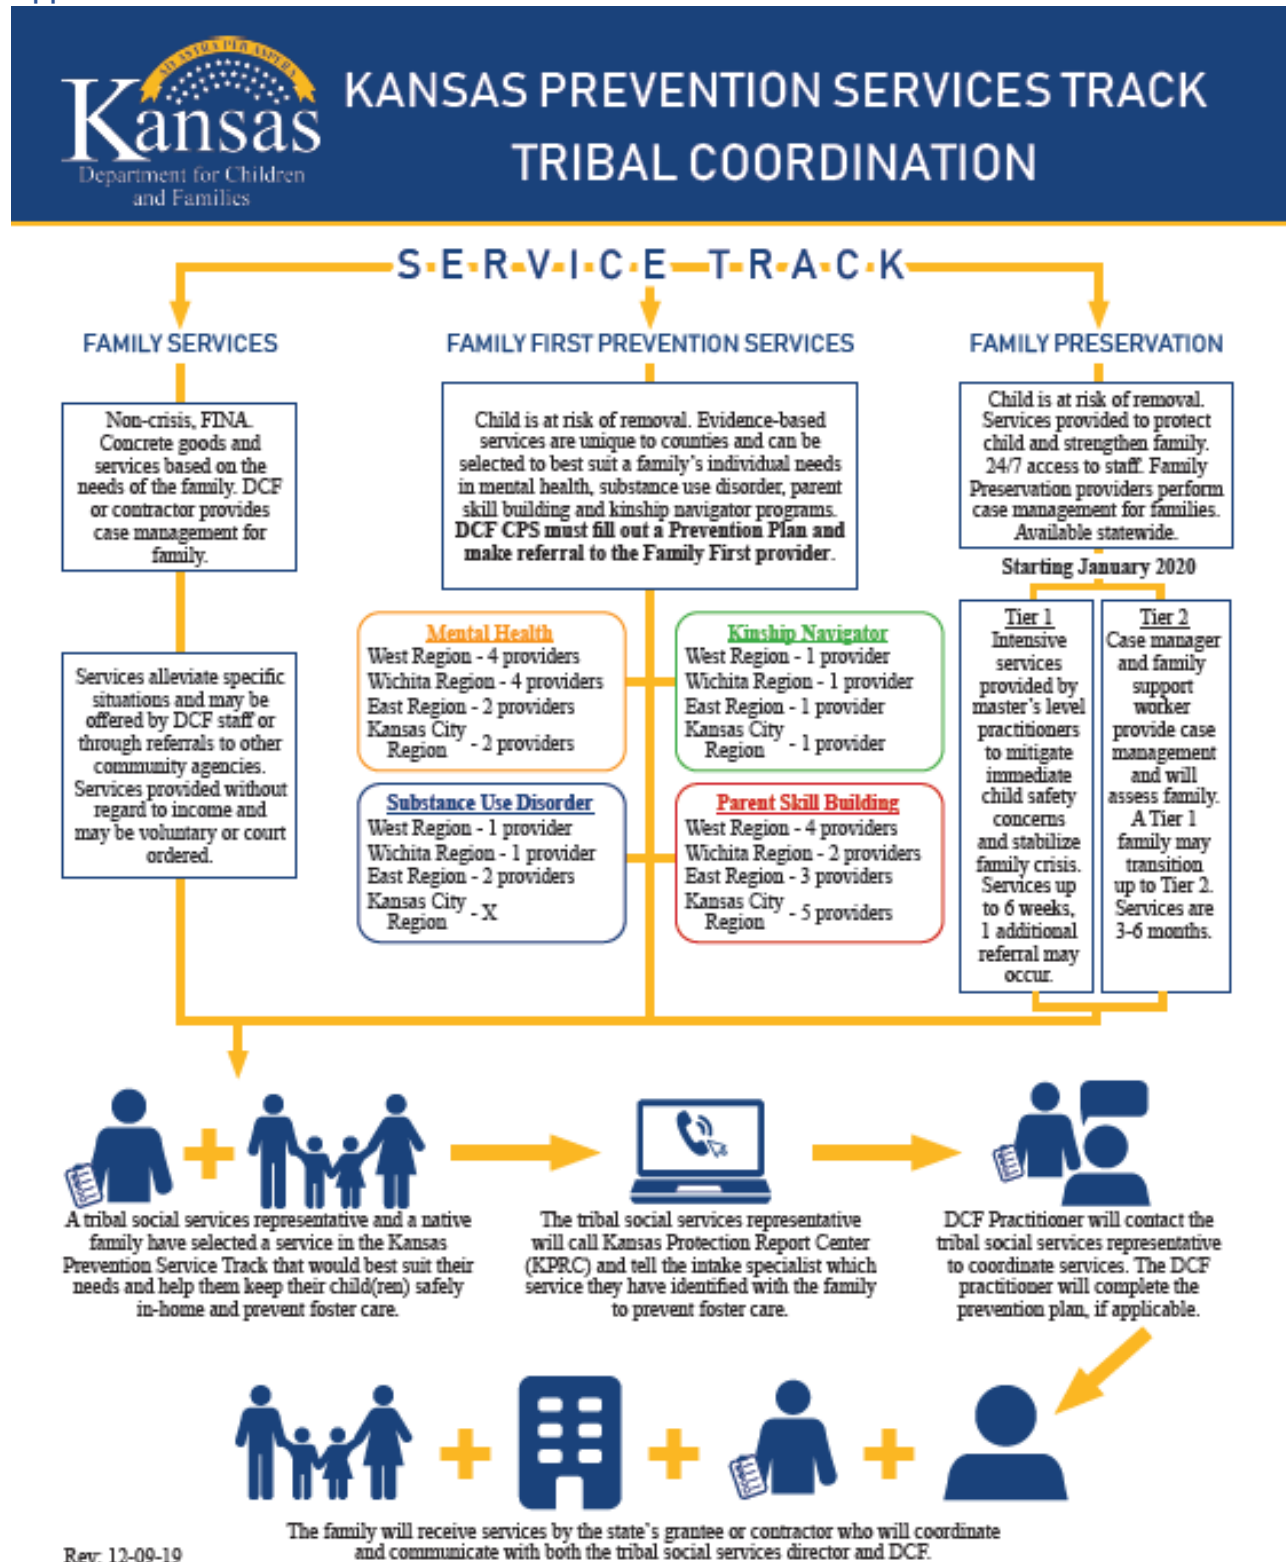 SIC ASTRA PER ASPERA
Kansas
Department for Children
and Families
KANSAS PREVENTION SERVICES TRACK
TRIBAL COORDINATION
SERVICE TRACK
FAMILY SERVICES
Non-crisis, FINA.
Concrete goods and
services based on the
needs of the family. DCF
or contractor provides
case management for
family.
Services alleviate specific
situations and may be
offered by DCF staff or
through referrals to other
community agencies.
Services provided without
regard to income and
may be voluntary or court
ordered.
FAMILY FIRST PREVENTION SERVICES
Child is at risk of removal. Evidence-based
services are unique to counties and can be
selected to best suit a family's individual needs
in mental health, substance use disorder, parent
skill building and kinship navigator programs.
DCF CPS must fill out a Prevention Plan and
make referral to the Family First provider.
Mental Health
West Region - 4 providers
Wichita Region - 4 providers
East Region - 2 providers
Kansas City Region - 2 providers
Kinship Navigator
West Region - 1 provider
Wichita Region - 1 provider
East Region - 1 provider
Kansas City Region - 1 provider
Substance Use Disorder
West Region - 1 provider
Wichita Region - 1 provider
East Region - 2 providers
Kansas City Region - X
Parent Skill Building
West Region - 4 providers
Wichita Region - 2 providers
East Region - 3 providers
Kansas City Region - 5 providers
FAMILY PRESERVATION
Child is at risk of removal.
Services provided to protect
child and strengthen family.
24/7 access to staff. Family
Preservation providers perform
case management for families.
Available statewide.
Starting January 2020
Tier 1
Intensive
services
provided by
master's level
practitioners
to mitigate
immediate
child safety
concerns
and stabilize
family crisis.
Services up
to 6 weeks,
1 additional
referral may
occur.
Tier 2
Case manager
and family
support
worker
provide case
management
and will
assess family.
A Tier 1
family may
transition
up to Tier 2.
Services are
3-6 months.
A tribal social services representative and a native
family have selected a service in the Kansas
Prevention Service Track that would best suit their
needs and help them keep their child(ren) safely
in-home and prevent foster care.
The tribal social services representative
will call Kansas Protection Report Center
(KPRC) and tell the intake specialist which
service they have identified with the family
to prevent foster care.
DCF Practitioner will contact the
tribal social services representative
to coordinate services. The DCF
practitioner will complete the
prevention plan, if applicable.
The family will receive services by the state's grantee or contractor who will coordinate
and communicate with both the tribal social services director and DCF.
Rev: 12-09-19